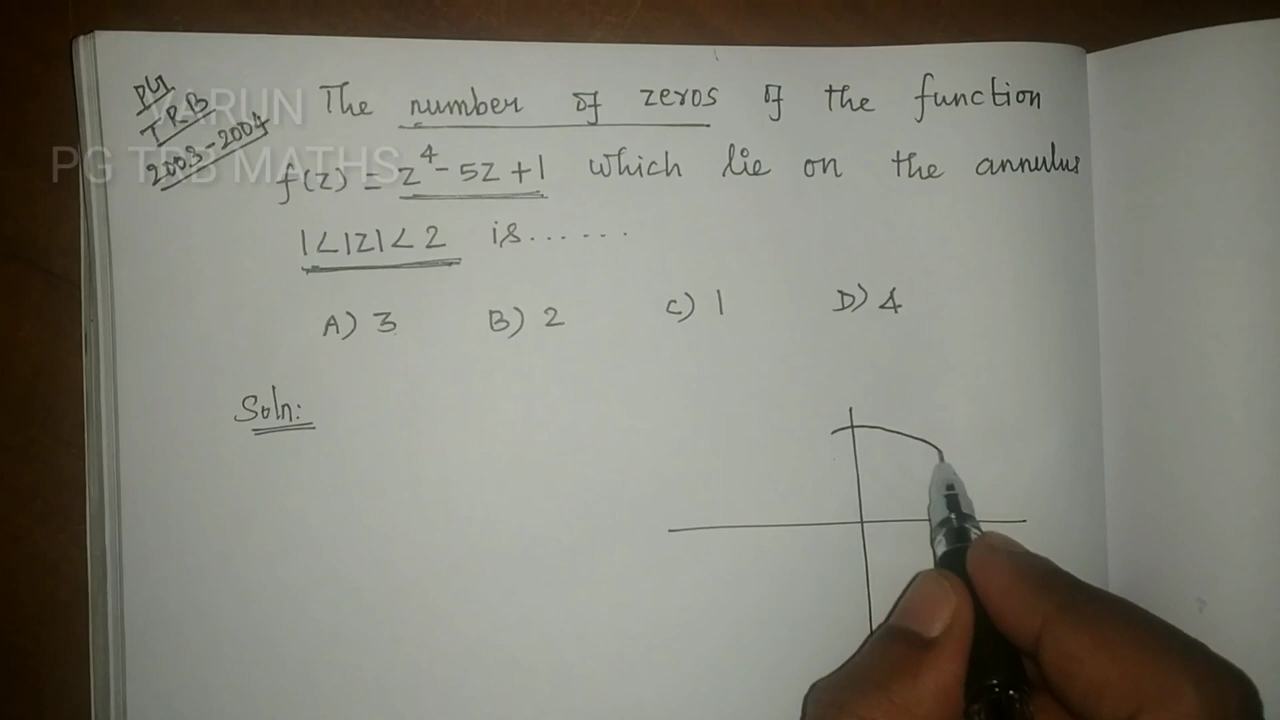 PG
TRB
2003-2004
The number of zeros of the function
f(z) = z⁴ - 5z + 1 which lie on the annulus
1<|z|< 2 is......
A) 3 B) 2 C) 1 D) 4
Soln:
ARUN
PG TRB MATHS